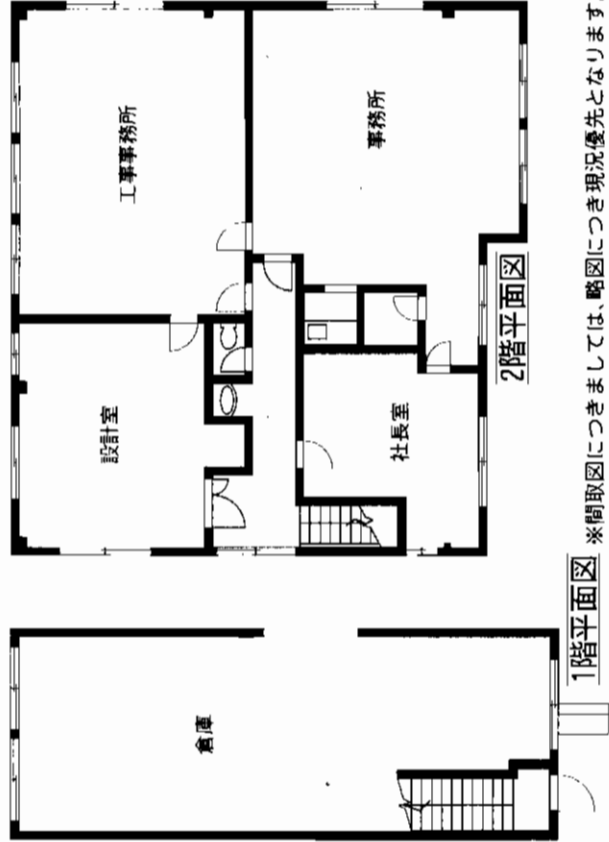 工事事務所
事務所
設計室
社長室
2階平面図
倉庫
1階平面図
※間取図につきましては、略図につき現況優先となります。